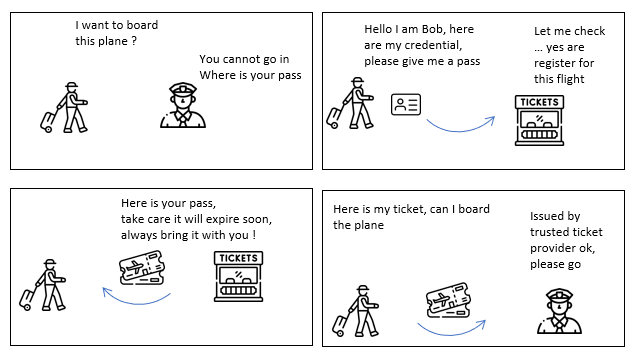 I want to board
this plane ?
You cannot go in
Where is your pass
Hello I am Bob, here
are my credential,
please give me a pass
Let me check
... yes are
register for
this flight
TICKETS
Here is your pass,
take care it will expire soon,
always bring it with you !
TICKETS
Here is my ticket, can I board
the plane
Issued by
trusted ticket
provider ok,
please go